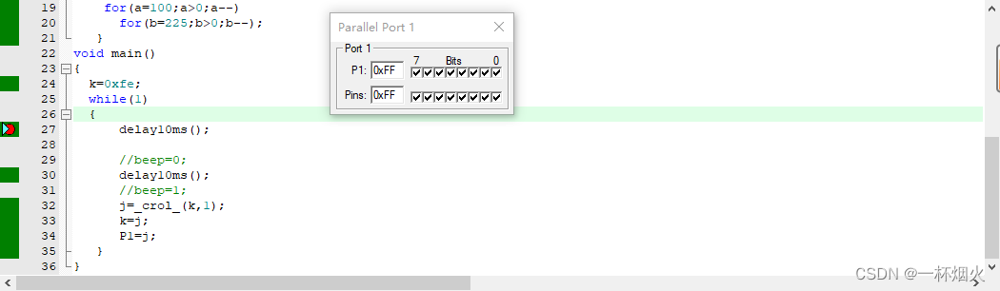 19 for(a=100;a>0;a--)
20 for(b=225;b>0;b--);
21 }
22 void main()
23 {
24 k=0xfe;
25 while(1)
26 {
27 delay10ms();
28
29 //beep=0;
30 delay10ms();
31 //beep=1;
32 j=_crol_(k,1);
33 k=j;
34 P1=j;
35 }
36 }
Parallel Port 1
Port 1
7 Bits 0
P1: 0xFF
Pins: 0xFF
CSDN @一杯烟火